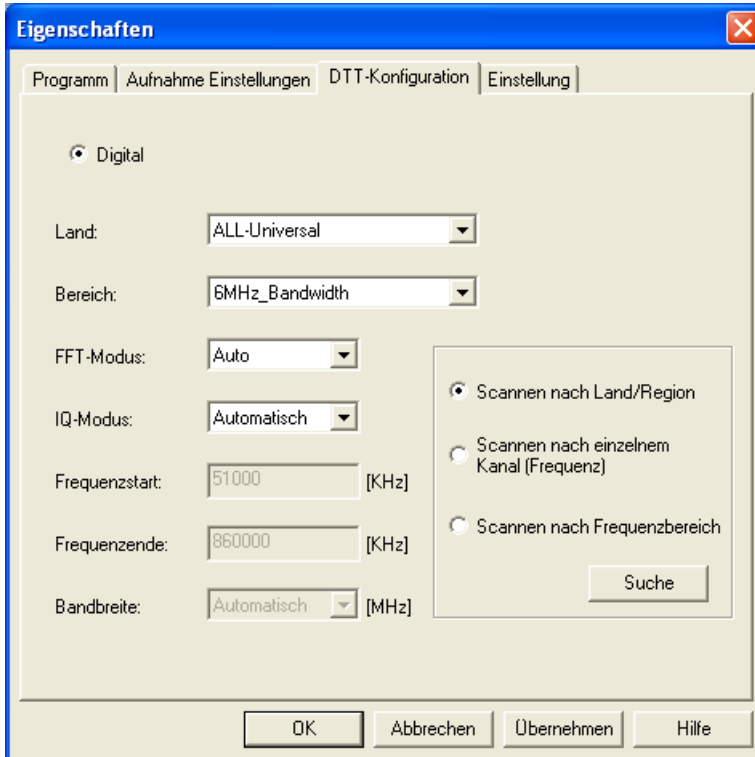 Eigenschaften
Programm
Aufnahme Einstellungen
DTT-Konfiguration
Einstellung
Digital
Land:
ALL-Universal
Bereich:
6MHz_Bandwidth
FFT-Modus:
Auto
IQ-Modus:
Automatisch
Frequenzstart:
51000
[KHz]
Frequenzende:
860000
[KHz]
Bandbreite:
Automatisch
[MHz]
Scannen nach Land/Region
Scannen nach einzelnem
Kanal (Frequenz)
Scannen nach Frequenzbereich
Suche
OK
Abbrechen
Übernehmen
Hilfe